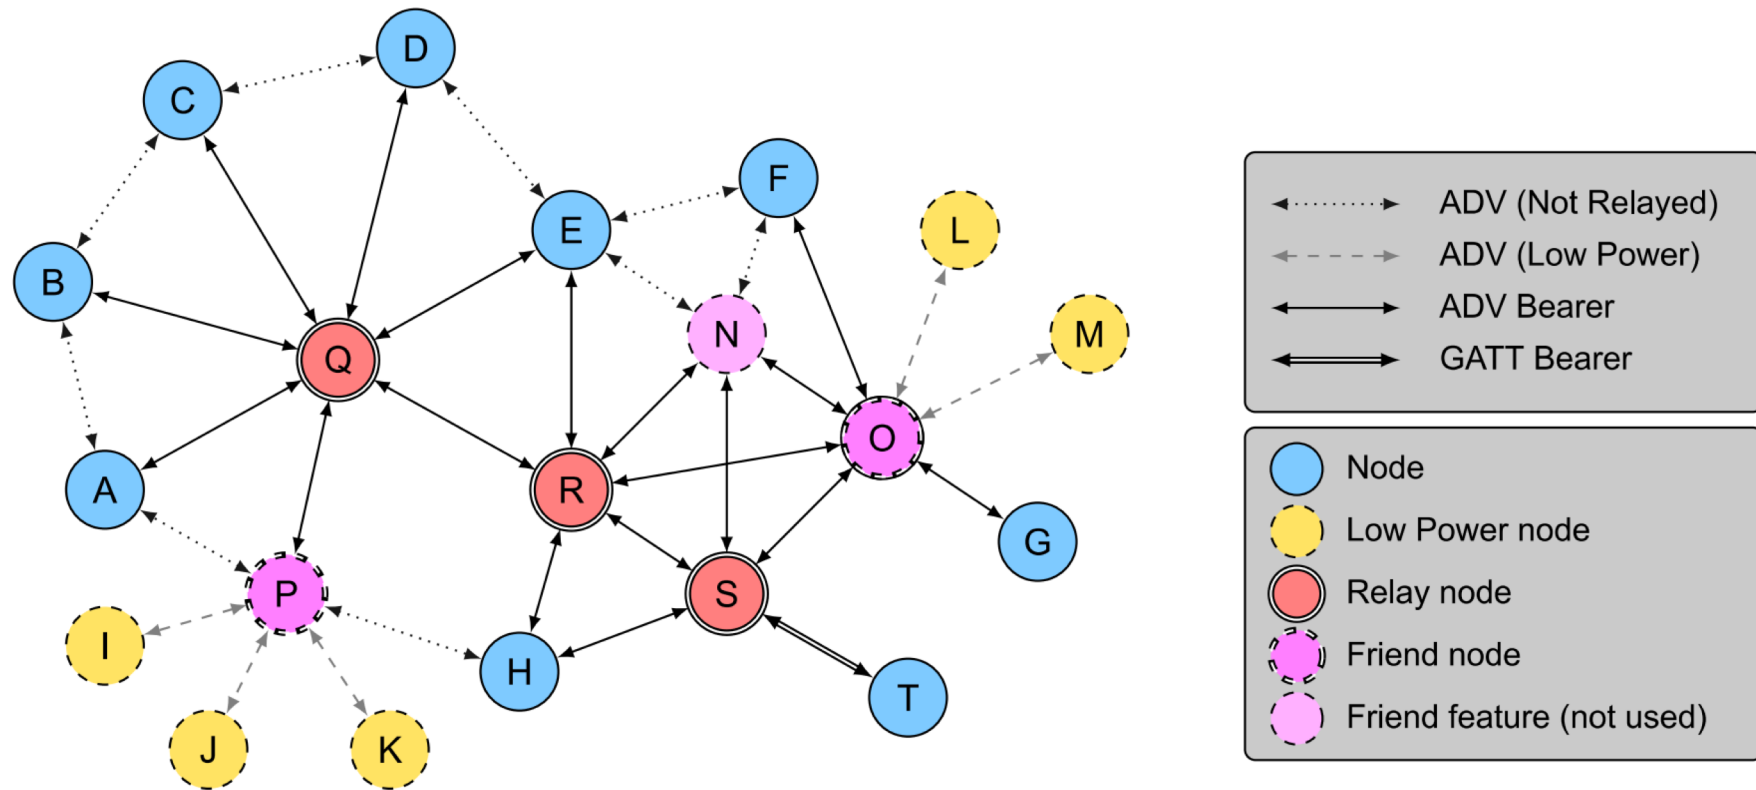 D
C
F
E
L
B
N
M
Q
O
A
R
G
P
S
I
H
T
J
K
ADV (Not Relayed)
ADV (Low Power)
ADV Bearer
GATT Bearer
Node
Low Power node
Relay node
Friend node
Friend feature (not used)